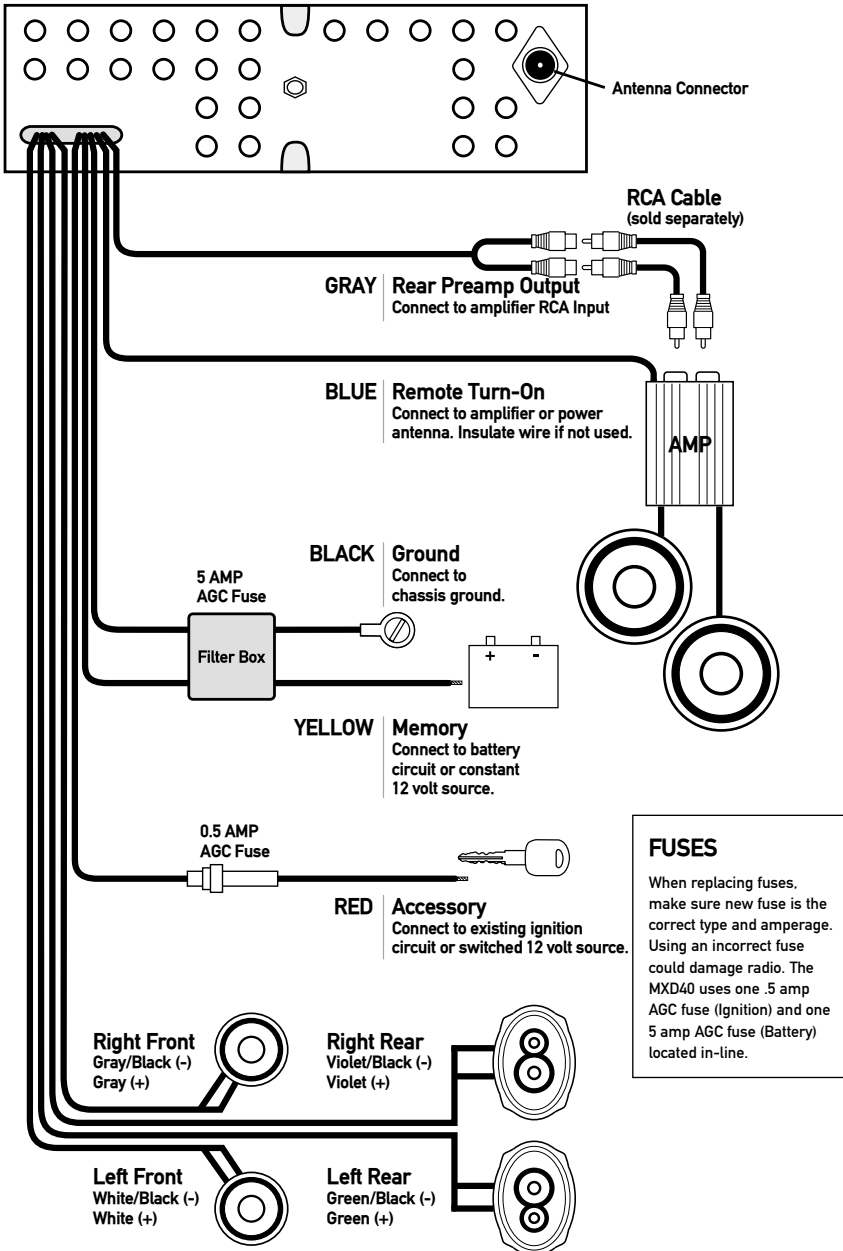 Antenna Connector
RCA Cable
(sold separately)
GRAY
Rear Preamp Output
Connect to amplifier RCA Input
BLUE
Remote Turn-On
Connect to amplifier or power
antenna. Insulate wire if not used.
AMP
BLACK
Ground
Connect to
chassis ground.
5 AMP
AGC Fuse
Filter Box
+ -
YELLOW
Memory
Connect to battery
circuit or constant
12 volt source.
0.5 AMP
AGC Fuse
RED
Accessory
Connect to existing ignition
circuit or switched 12 volt source.
FUSES
When replacing fuses,
make sure new fuse is the
correct type and amperage.
Using an incorrect fuse
could damage radio. The
MXD40 uses one .5 amp
AGC fuse (Ignition) and one
5 amp AGC fuse (Battery)
located in-line.
Right Front
Gray/Black (-)
Gray (+)
Right Rear
Violet/Black (-)
Violet (+)
Left Front
White/Black (-)
White (+)
Left Rear
Green/Black (-)
Green (+)